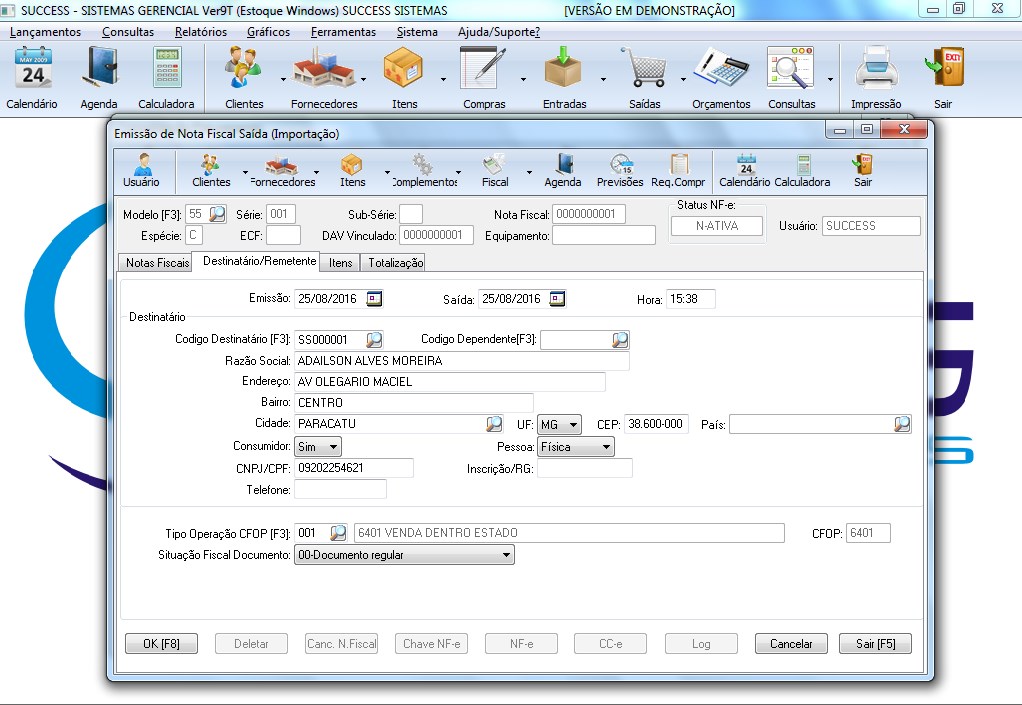 SUCCESS - SISTEMAS GERENCIAL Ver9T (Estoque Windows) SUCCESS SISTEMAS [VERSÃO EM DEMONSTRAÇÃO]
Lançamentos Consultas Relatórios Gráficos Ferramentas Sistema Ajuda/Suporte?
MAY 2009
24
EXIT
Calendário Agenda Calculadora Clientes Fornecedores Itens Compras Entradas Saídas Orçamentos Consultas Impressão Sair
Emissão de Nota Fiscal Saída (Importação)
24
15
Usuário Clientes Fornecedores Itens Complementos Fiscal Agenda Previsões Req.Compr Calendário Calculadora Sair
Modelo [F3]: 55 Série: 001 Sub-Série: Nota Fiscal: 0000000001 Status NF-e: N-ATIVA Usuário: SUCCESS
Espécie: C ECF: DAV Vinculado: 0000000001 Equipamento:
Notas Fiscais Destinatário/Remetente Itens Totalização
Emissão: 25/08/2016 Saída: 25/08/2016 Hora: 15:38
Destinatário
Codigo Destinatário [F3]: SS000001 Codigo Dependente[F3]:
Razão Social: ADAILSON ALVES MOREIRA
Endereço: AV OLEGARIO MACIEL
Bairro: CENTRO
Cidade: PARACATU UF: MG CEP: 38.600-000 País:
Consumidor: Sim Pessoa: Física
CNPJ/CPF: 09202254621 Inscrição/RG:
Telefone:
Tipo Operação CFOP [F3]: 001 6401 VENDA DENTRO ESTADO CFOP: 6401
Situação Fiscal Documento: 00-Documento regular
OK [F8] Deletar Canc. N.Fiscal Chave NF-e NF-e CC-e Log Cancelar Sair [F5]